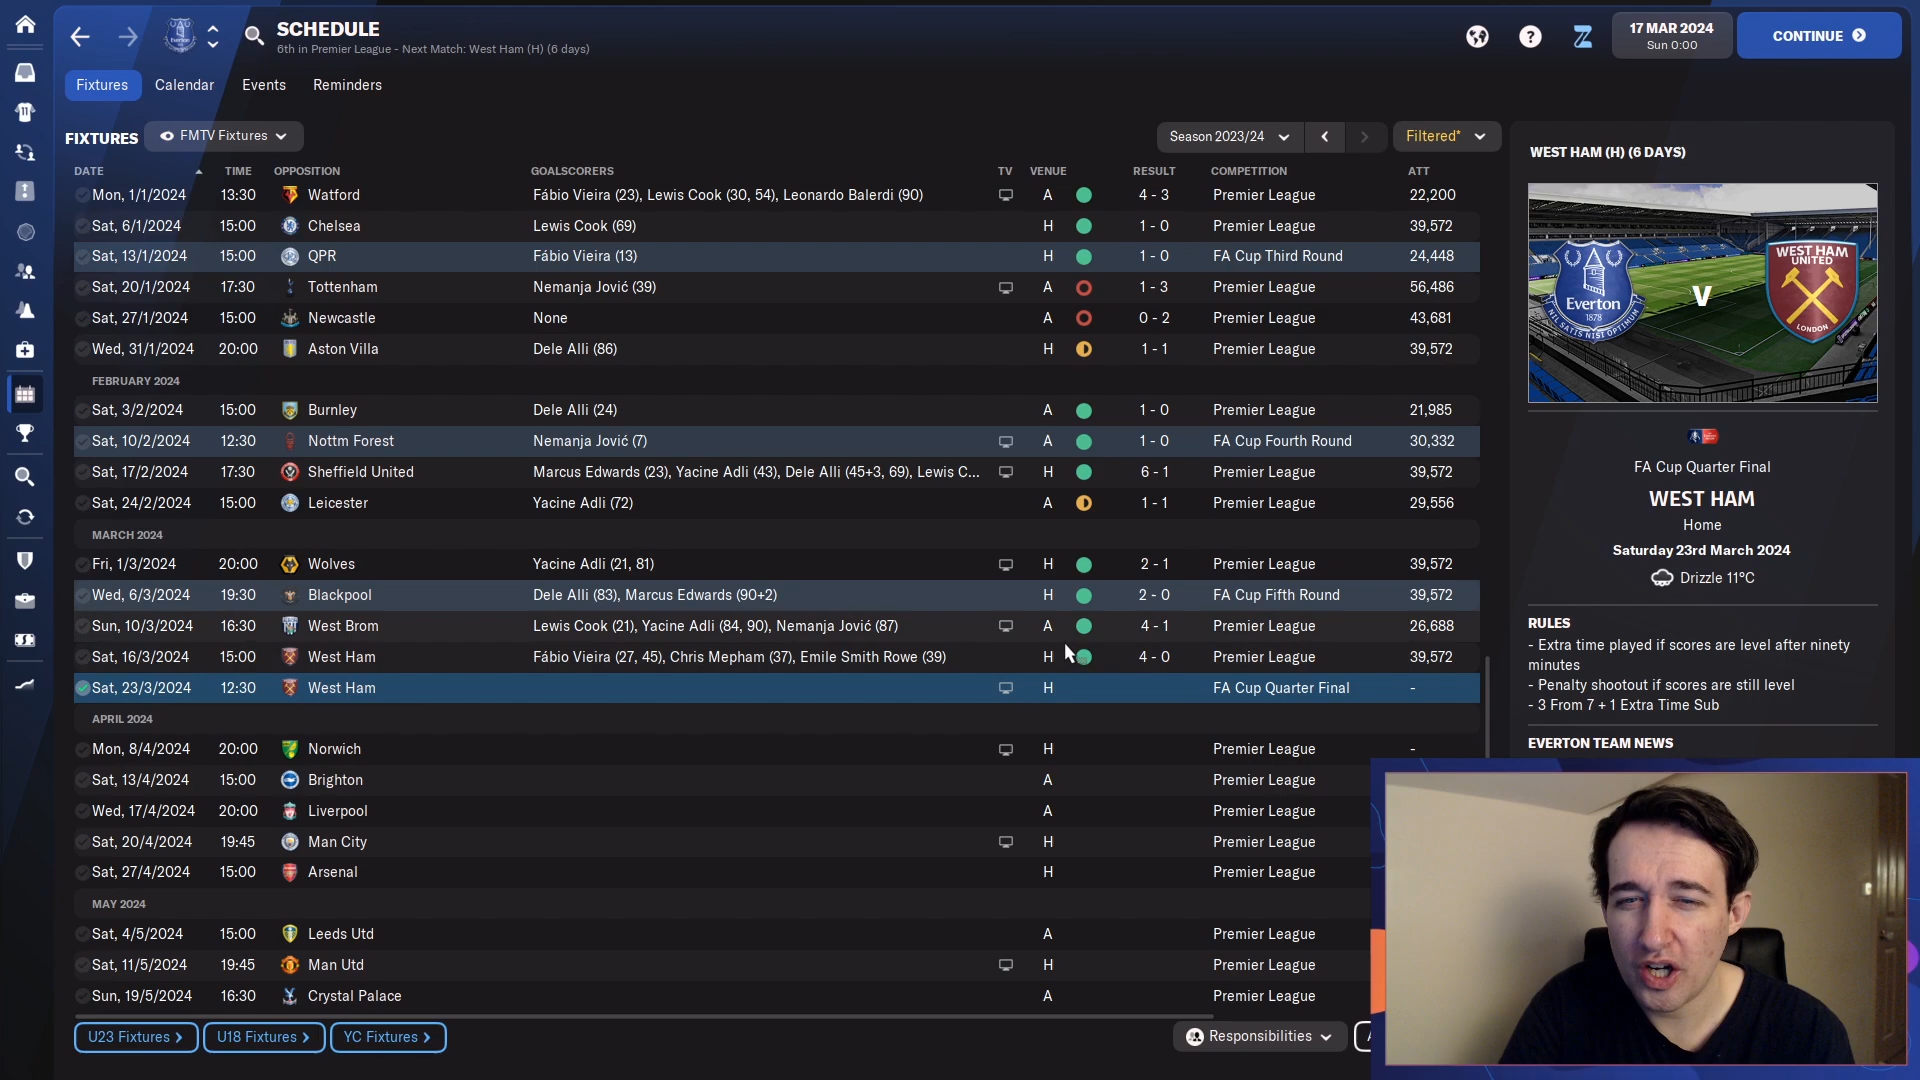 SCHEDULE
6th in Premier League - Next Match: West Ham (H) (6 days)
17 MAR 2024
Sun 0:00
CONTINUE
Fixtures Calendar Events Reminders
FIXTURES FMTV Fixtures Season 2023/24 Filtered*
DATE TIME OPPOSITION GOALSCORERS TV VENUE RESULT COMPETITION ATT
Mon, 1/1/2024 13:30 Watford Fábio Vieira (23), Lewis Cook (30, 54), Leonardo Balerdi (90) A 4 - 3 Premier League 22,200
Sat, 6/1/2024 15:00 Chelsea Lewis Cook (69) H 1 - 0 Premier League 39,572
Sat, 13/1/2024 15:00 QPR Fábio Vieira (13) H 1 - 0 FA Cup Third Round 24,448
Sat, 20/1/2024 17:30 Tottenham Nemanja Jović (39) A 1 - 3 Premier League 56,486
Sat, 27/1/2024 15:00 Newcastle None A 0 - 2 Premier League 43,681
Wed, 31/1/2024 20:00 Aston Villa Dele Alli (86) H 1 - 1 Premier League 39,572
FEBRUARY 2024
Sat, 3/2/2024 15:00 Burnley Dele Alli (24) A 1 - 0 Premier League 21,985
Sat, 10/2/2024 12:30 Nottm Forest Nemanja Jović (7) A 1 - 0 FA Cup Fourth Round 30,332
Sat, 17/2/2024 17:30 Sheffield United Marcus Edwards (23), Yacine Adli (43), Dele Alli (45+3, 69), Lewis C... H 6 - 1 Premier League 39,572
Sat, 24/2/2024 15:00 Leicester Yacine Adli (72) A 1 - 1 Premier League 29,556
MARCH 2024
Fri, 1/3/2024 20:00 Wolves Yacine Adli (21, 81) H 2 - 1 Premier League 39,572
Wed, 6/3/2024 19:30 Blackpool Dele Alli (83), Marcus Edwards (90+2) H 2 - 0 FA Cup Fifth Round 39,572
Sun, 10/3/2024 16:30 West Brom Lewis Cook (21), Yacine Adli (84, 90), Nemanja Jović (87) A 4 - 1 Premier League 26,688
Sat, 16/3/2024 15:00 West Ham Fábio Vieira (27, 45), Chris Mepham (37), Emile Smith Rowe (39) H 4 - 0 Premier League 39,572
Sat, 23/3/2024 12:30 West Ham H FA Cup Quarter Final -
APRIL 2024
Mon, 8/4/2024 20:00 Norwich H Premier League -
Sat, 13/4/2024 15:00 Brighton A Premier League
Wed, 17/4/2024 20:00 Liverpool A Premier League
Sat, 20/4/2024 19:45 Man City H Premier League
Sat, 27/4/2024 15:00 Arsenal H Premier League
MAY 2024
Sat, 4/5/2024 15:00 Leeds Utd A Premier League
Sat, 11/5/2024 19:45 Man Utd H Premier League
Sun, 19/5/2024 16:30 Crystal Palace A Premier League
U23 Fixtures U18 Fixtures YC Fixtures Responsibilities
WEST HAM (H) (6 DAYS)
Everton
1878
NIL SATIS NISI OPTIMUM
V
WEST HAM
UNITED
LONDON
FA Cup Quarter Final
WEST HAM
Home
Saturday 23rd March 2024
Drizzle 11°C
RULES
- Extra time played if scores are level after ninety
minutes
- Penalty shootout if scores are still level
- 3 From 7 + 1 Extra Time Sub
EVERTON TEAM NEWS